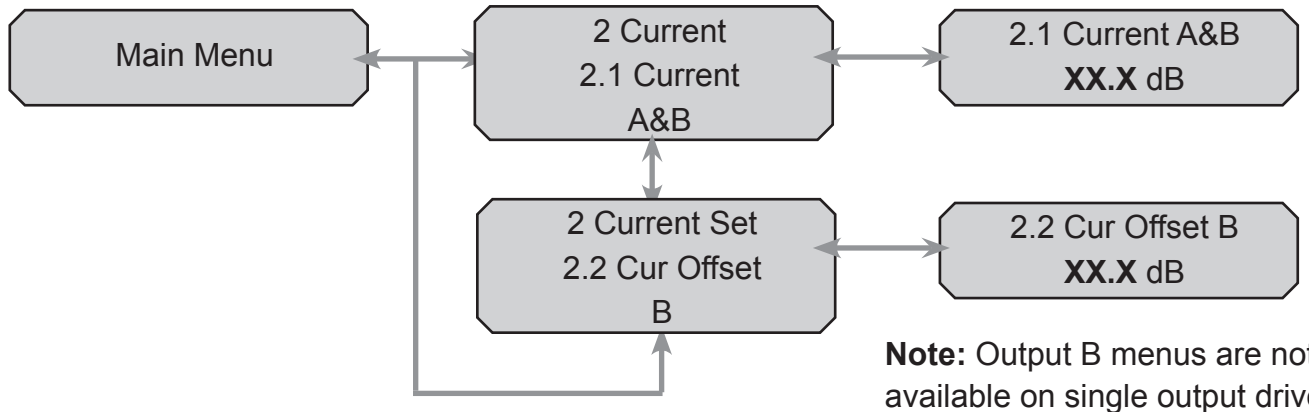 Main Menu
2 Current
2.1 Current
A&B
2.1 Current A&B
XX.X dB
2 Current Set
2.2 Cur Offset
B
2.2 Cur Offset B
XX.X dB
Note: Output B menus are not
available on single output